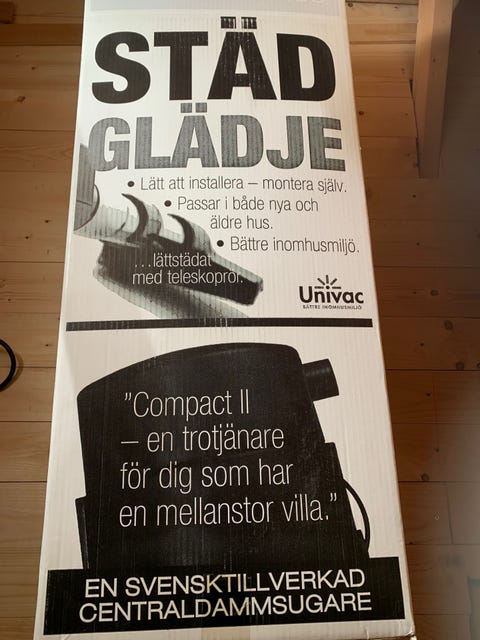 STÄD
GLÄDJE
• Lätt att installera – montera själv.
• Passar i både nya och
äldre hus.
• Bättre inomhusmiljö.
...lättstädat
med teleskoprör.
Univac
BÄTTRE INOMHUSMILJÖ
"Compact II
– en trotjänare
för dig som har
en mellanstor villa."
EN SVENSKTILLVERKAD
CENTRALDAMMSUGARE